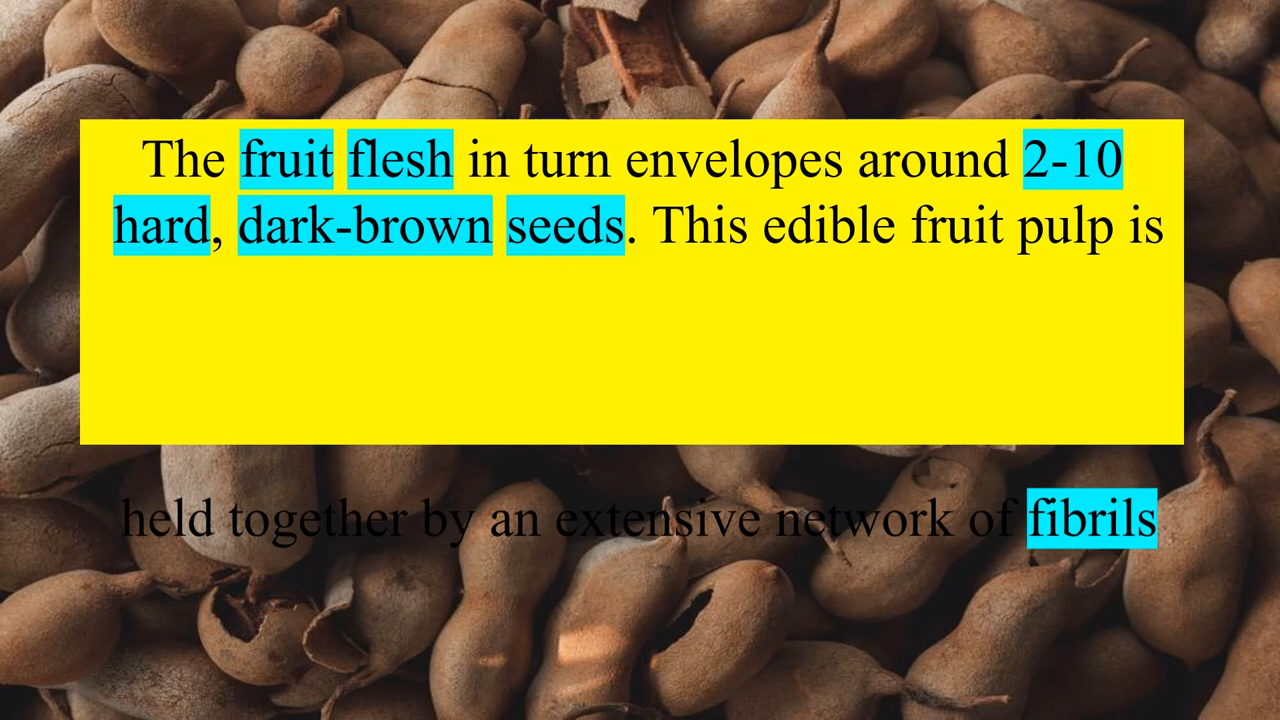 The fruit flesh in turn envelopes around 2-10
hard, dark-brown seeds. This edible fruit pulp is
held together by an extensive network of fibrils